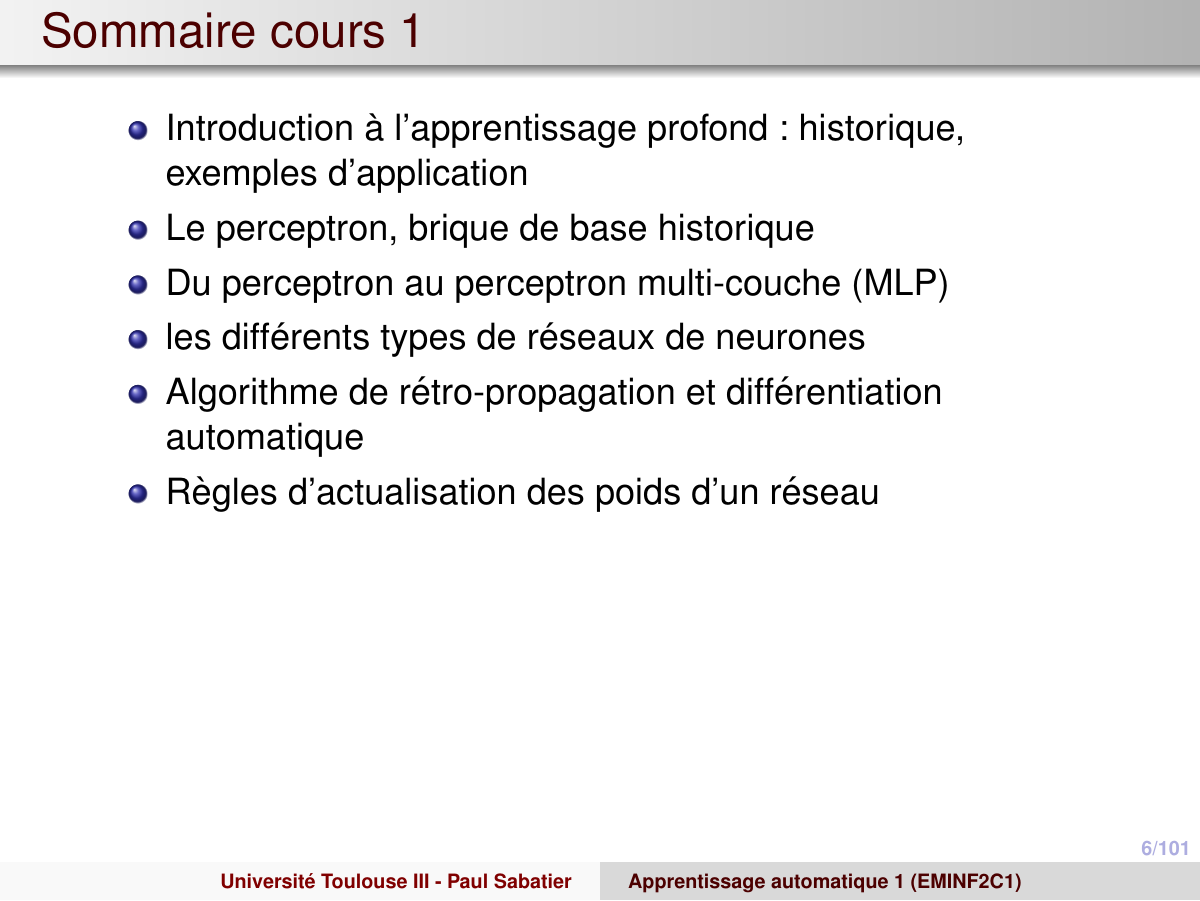 Sommaire cours 1
Introduction à l'apprentissage profond : historique,
exemples d'application
Le perceptron, brique de base historique
Du perceptron au perceptron multi-couche (MLP)
les différents types de réseaux de neurones
Algorithme de rétro-propagation et différentiation
automatique
Règles d'actualisation des poids d'un réseau
6/101
Université Toulouse III - Paul Sabatier
Apprentissage automatique 1 (EMINF2C1)